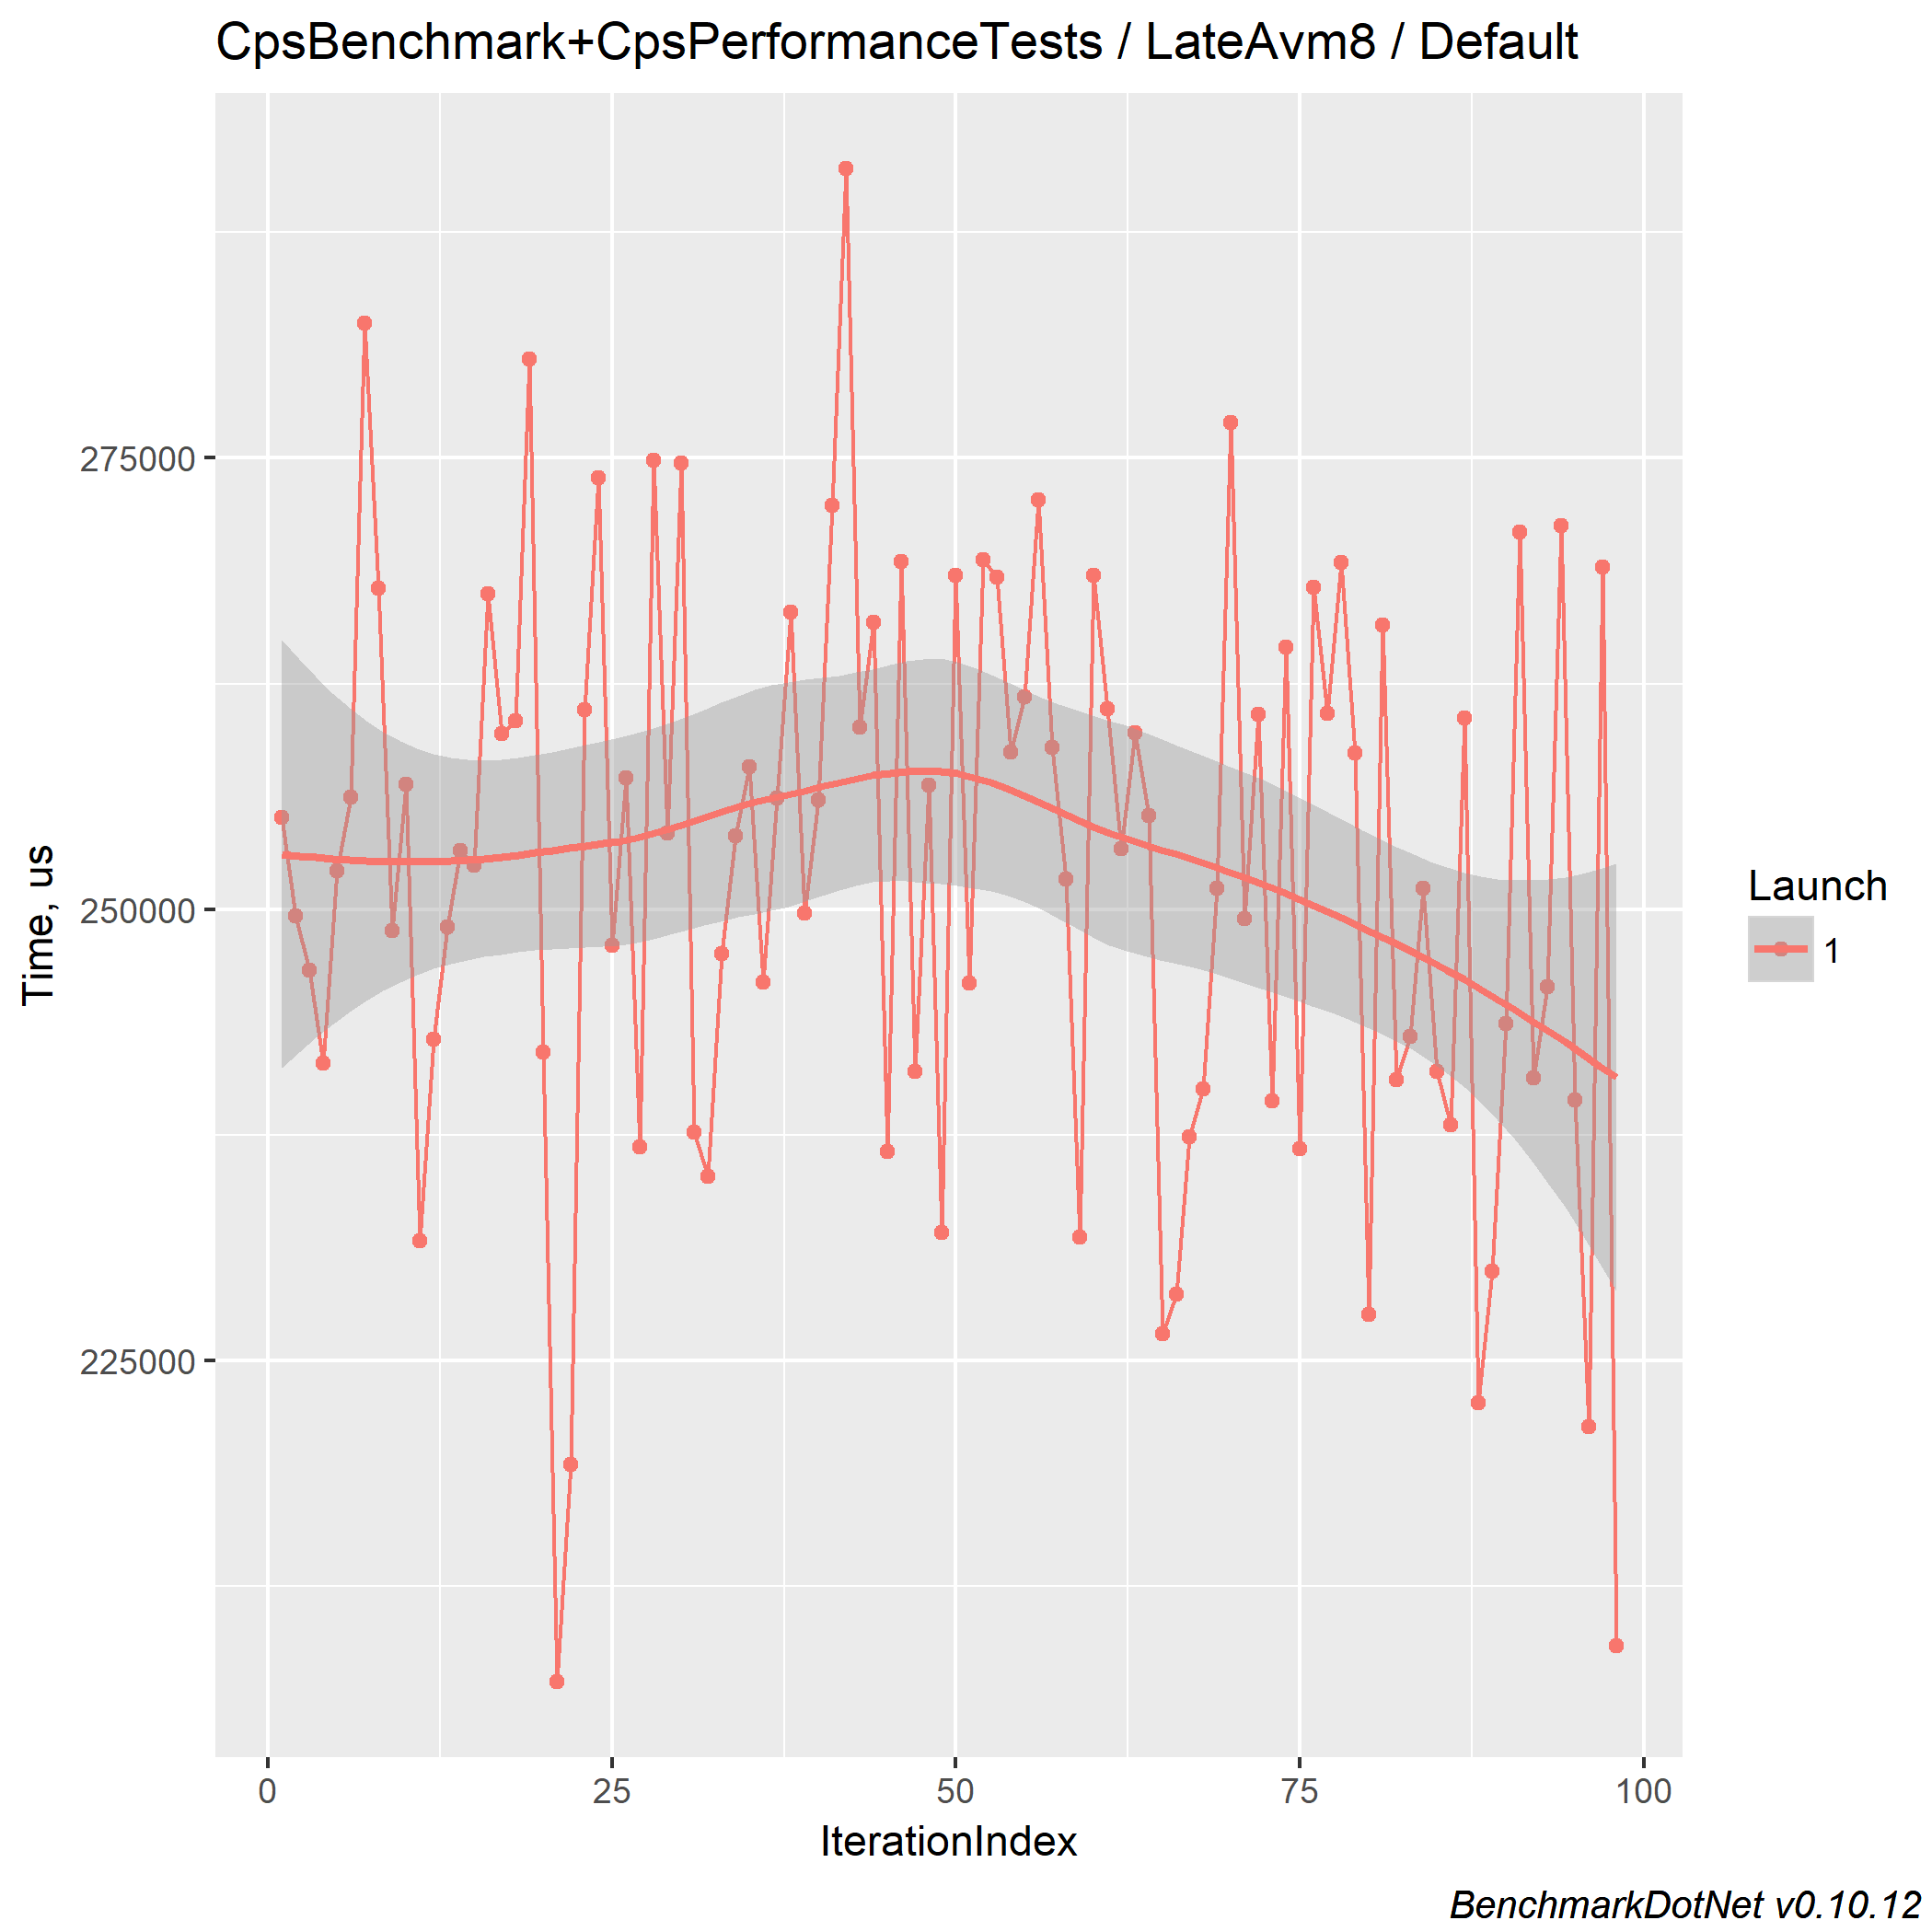 CpsBenchmark+CpsPerformanceTests / LateAvm8 / Default
Time, us
275000
250000
225000
0 25 50 75 100
IterationIndex
Launch
1
BenchmarkDotNet v0.10.12